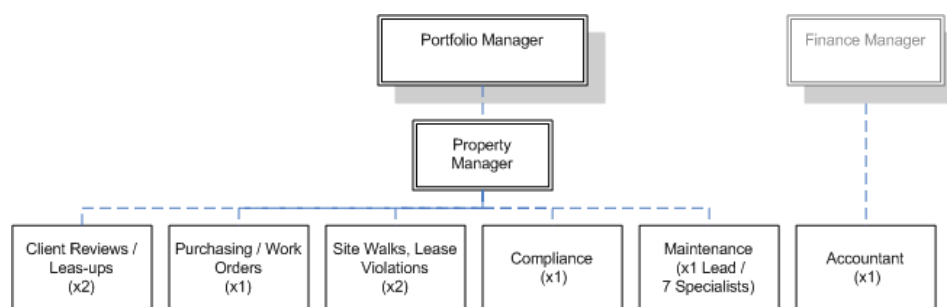 Portfolio Manager
Finance Manager
Property
Manager
Client Reviews /
Leas-ups
(x2)
Purchasing / Work
Orders
(x1)
Site Walks, Lease
Violations
(x2)
Compliance
(x1)
Maintenance
(x1 Lead /
7 Specialists)
Accountant
(x1)